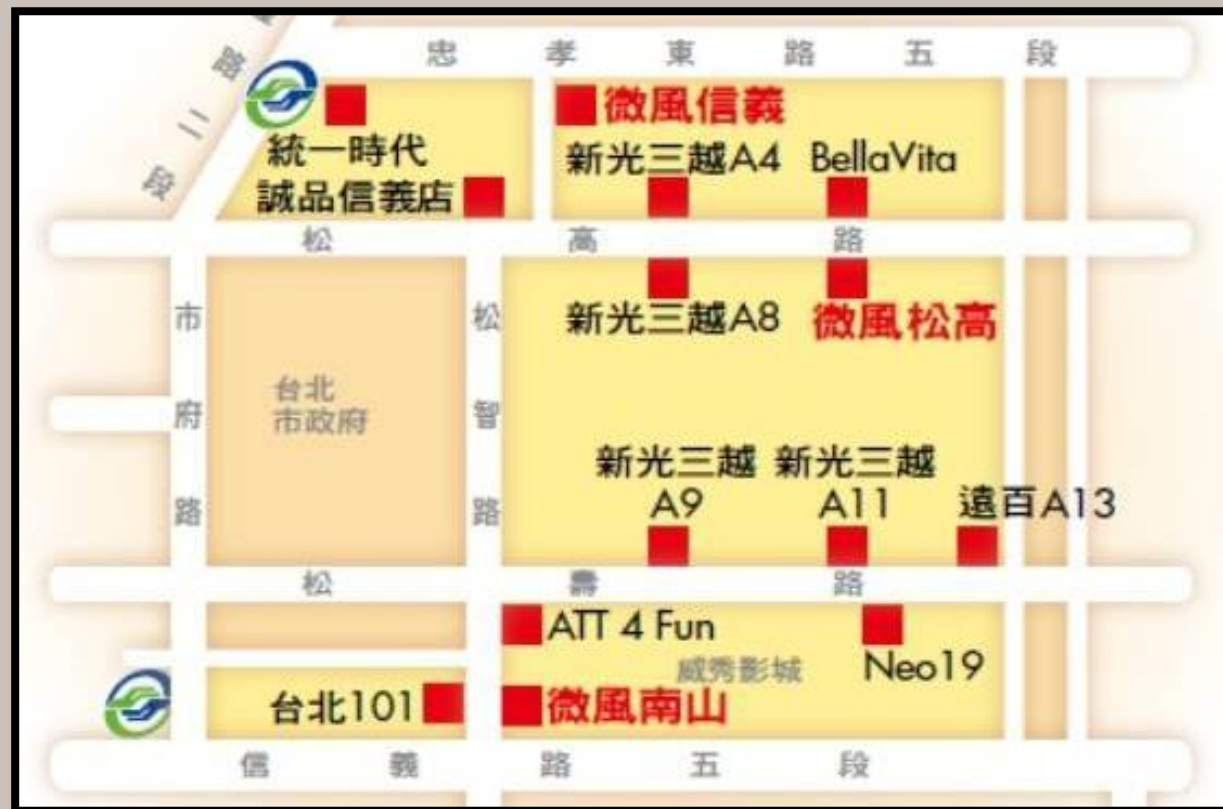 忠孝東路五段
路二段
微風信義
統一時代
新光三越A4
BellaVita
誠品信義店
松高路
市府路
松智路
新光三越A8
微風松高
台北
市政府
新光三越
A9
新光三越
A11
遠百A13
松壽路
ATT 4 Fun
威秀影城
Neo19
台北101
微風南山
信義路五段